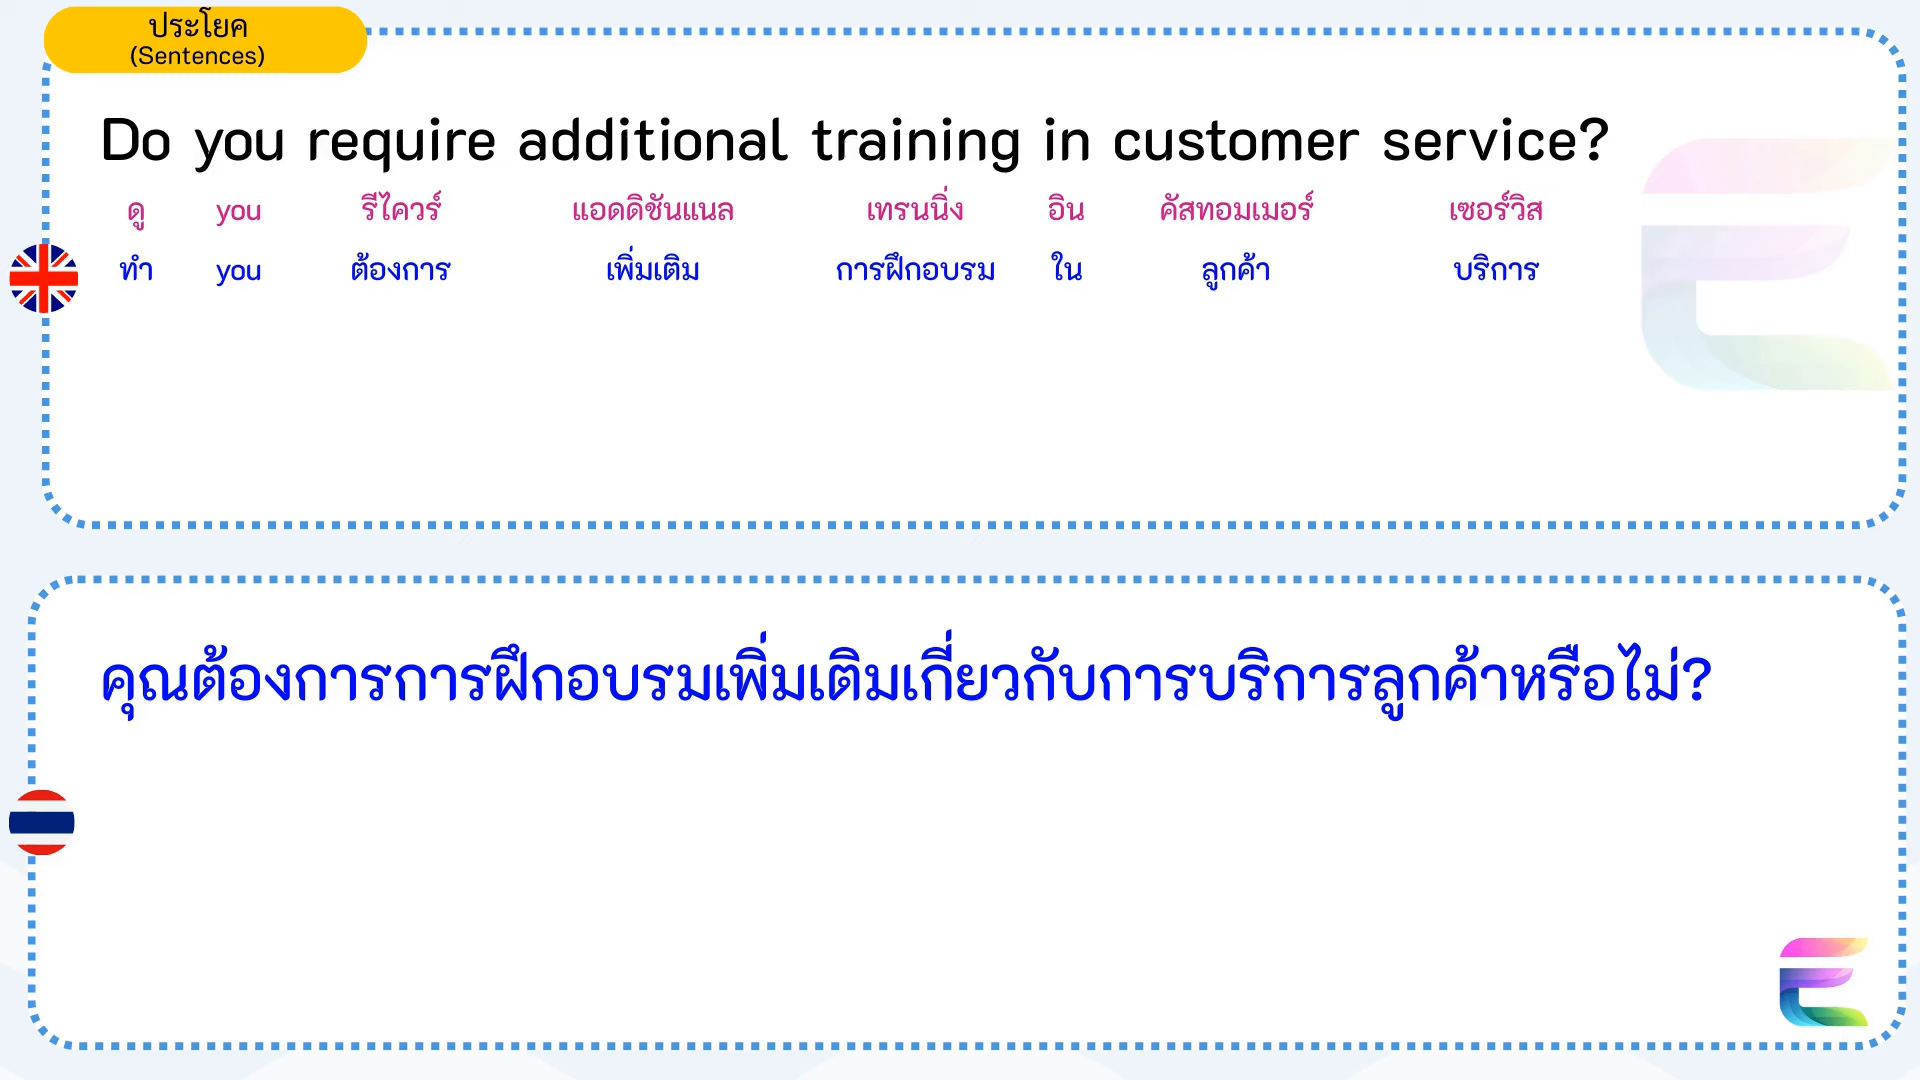 ประโยค
(Sentences)
Do you require additional training in customer service?
ดู you รีไควร์ แอดดิชันแนล เทรนนิ่ง อิน คัสทอมเมอร์ เซอร์วิส
ทำ you ต้องการ เพิ่มเติม การฝึกอบรม ใน ลูกค้า บริการ
คุณต้องการการฝึกอบรมเพิ่มเติมเกี่ยวกับการบริการลูกค้าหรือไม่?